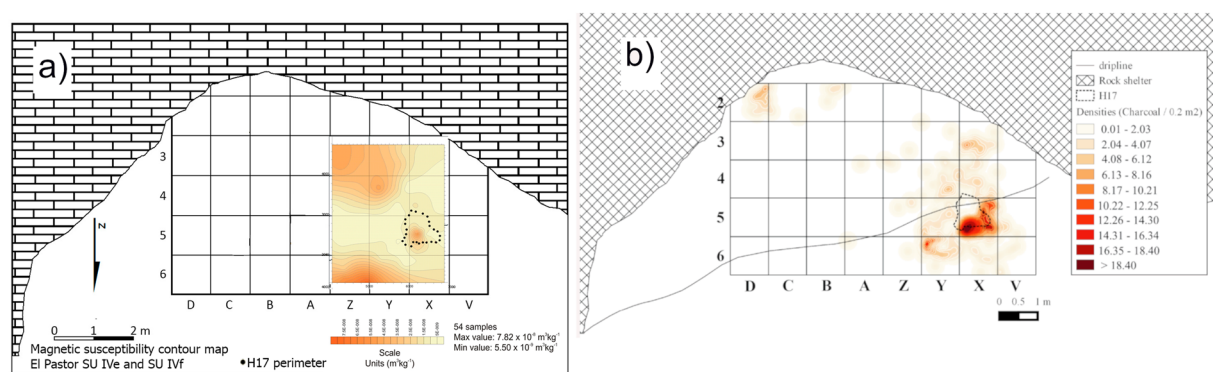 a)
3
4
5
6
D C B A Z Y X V
N
0 1 2 m
Magnetic susceptibility contour map
El Pastor SU IVe and SU IVf
H17 perimeter
Scale
Units (m³kg⁻¹)
54 samples
Max value: 7.82 x 10⁻⁸ m³kg⁻¹
Min value: 5.50 x 10⁻⁹ m³kg⁻¹
b)
2
3
4
5
6
D C B A Z Y X V
0 0.5 1 m
dripline
Rock shelter
H17
Densities (Charcoal / 0.2 m2)
0.01 - 2.03
2.04 - 4.07
4.08 - 6.12
6.13 - 8.16
8.17 - 10.21
10.22 - 12.25
12.26 - 14.30
14.31 - 16.34
16.35 - 18.40
> 18.40